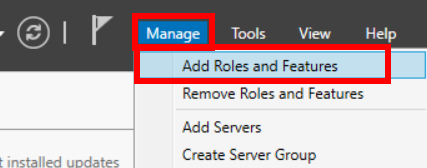 Manage Tools View Help
Add Roles and Features
Remove Roles and Features
Add Servers
Create Server Group
installed updates